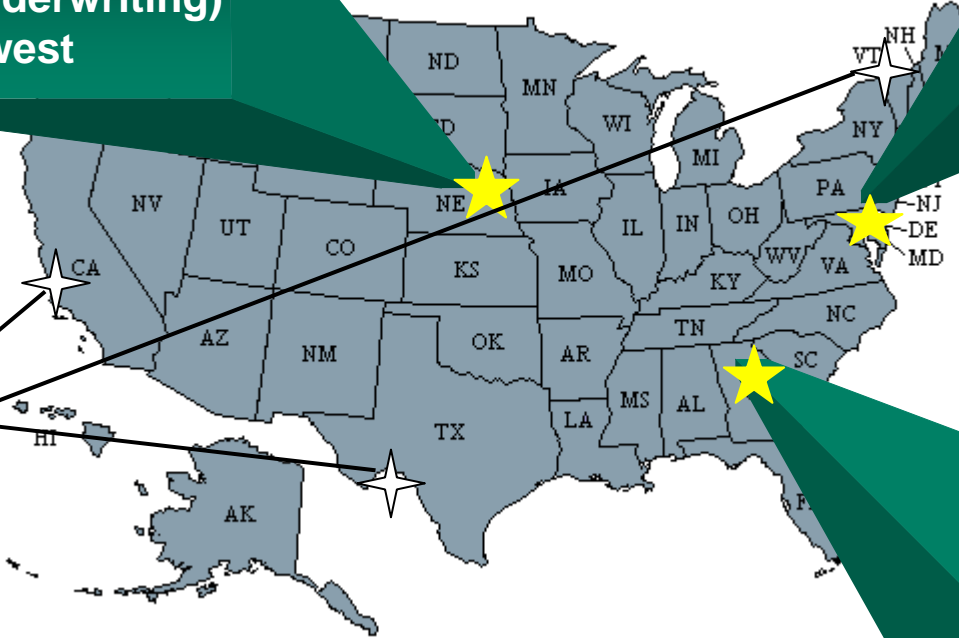 derwriting)
west
NH
VT
ND
MN
WI
NY
MI
IA
PA
NV
NE
NJ
UT
IL
IN
OH
DE
CO
WV
MD
CA
KS
MO
KY
VA
NC
AZ
TN
OK
NM
AR
SC
MS
AL
LA
TX
HI
AK